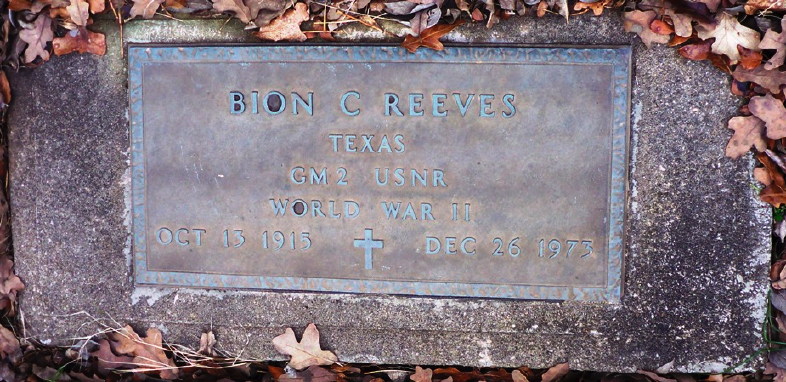 BION C REEVES
TEXAS
GM2 USNR
WORLD WAR II
OCT 13 1915 DEC 26 1973